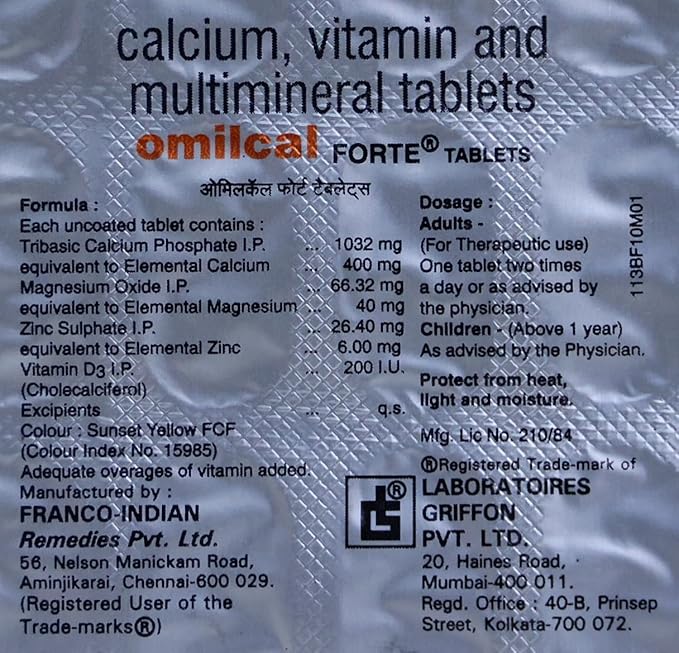 calcium, vitamin and
multimineral tablets
omilcal FORTE® TABLETS
ओमिलकॅल फोर्ट टैबलेट्स
Formula :
Each uncoated tablet contains :
Tribasic Calcium Phosphate I.P. ... 1032 mg
equivalent to Elemental Calcium ... 400 mg
Magnesium Oxide I.P. ... 66.32 mg
equivalent to Elemental Magnesium ... 40 mg
Zinc Sulphate I.P. ... 26.40 mg
equivalent to Elemental Zinc ... 6.00 mg
Vitamin D3 I.P. ... 200 I.U.
(Cholecalciferol)
Excipients ... q.s.
Colour : Sunset Yellow FCF
(Colour Index No. 15985)
Adequate overages of vitamin added.
Manufactured by :
FRANCO-INDIAN
Remedies Pvt. Ltd.
56, Nelson Manickam Road,
Aminjikarai, Chennai-600 029.
(Registered User of the
Trade-marks®)
Dosage :
Adults -
(For Therapeutic use)
One tablet two times
a day or as advised by
the physician.
Children - (Above 1 year)
As advised by the Physician.
Protect from heat,
light and moisture.
Mfg. Lic No. 210/84
®Registered Trade-mark of
®
LABORATOIRES
GRIFFON
PVT. LTD.
20, Haines Road,
Mumbai-400 011.
Regd. Office : 40-B, Prinsep
Street, Kolkata-700 072.
113BF10M01